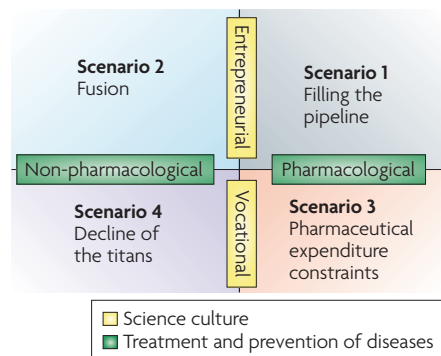 Scenario 2
Fusion
Entrepreneurial
Scenario 1
Filling the
pipeline
Non-pharmacological
Pharmacological
Scenario 4
Decline of
the titans
Vocational
Scenario 3
Pharmaceutical
expenditure
constraints
Science culture
Treatment and prevention of diseases